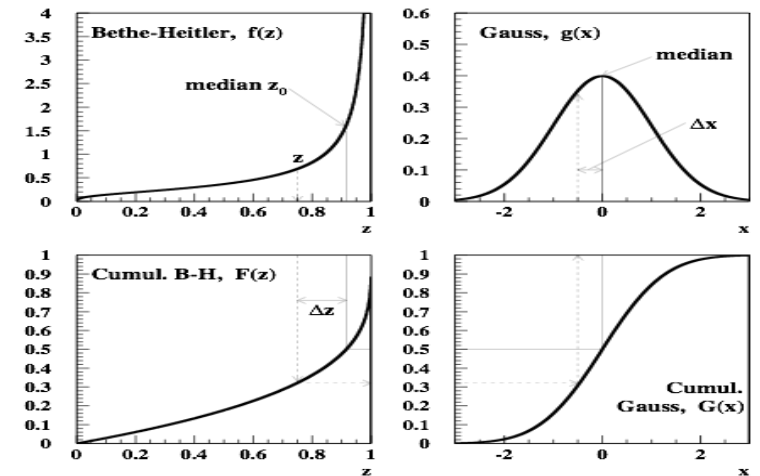 4
3.5
3
2.5
2
1.5
1
0.5
0
Bethe-Heitler, f(z)
median z₀
z
0 0.2 0.4 0.6 0.8 1
z
0.6
0.5
0.4
0.3
0.2
0.1
0
Gauss, g(x)
median
Δx
-2 0 2
x
1
0.9
0.8
0.7
0.6
0.5
0.4
0.3
0.2
0.1
0
Cumul. B-H, F(z)
Δz
0 0.2 0.4 0.6 0.8 1
z
1
0.9
0.8
0.7
0.6
0.5
0.4
0.3
0.2
0.1
0
Cumul.
Gauss, G(x)
-2 0 2
x